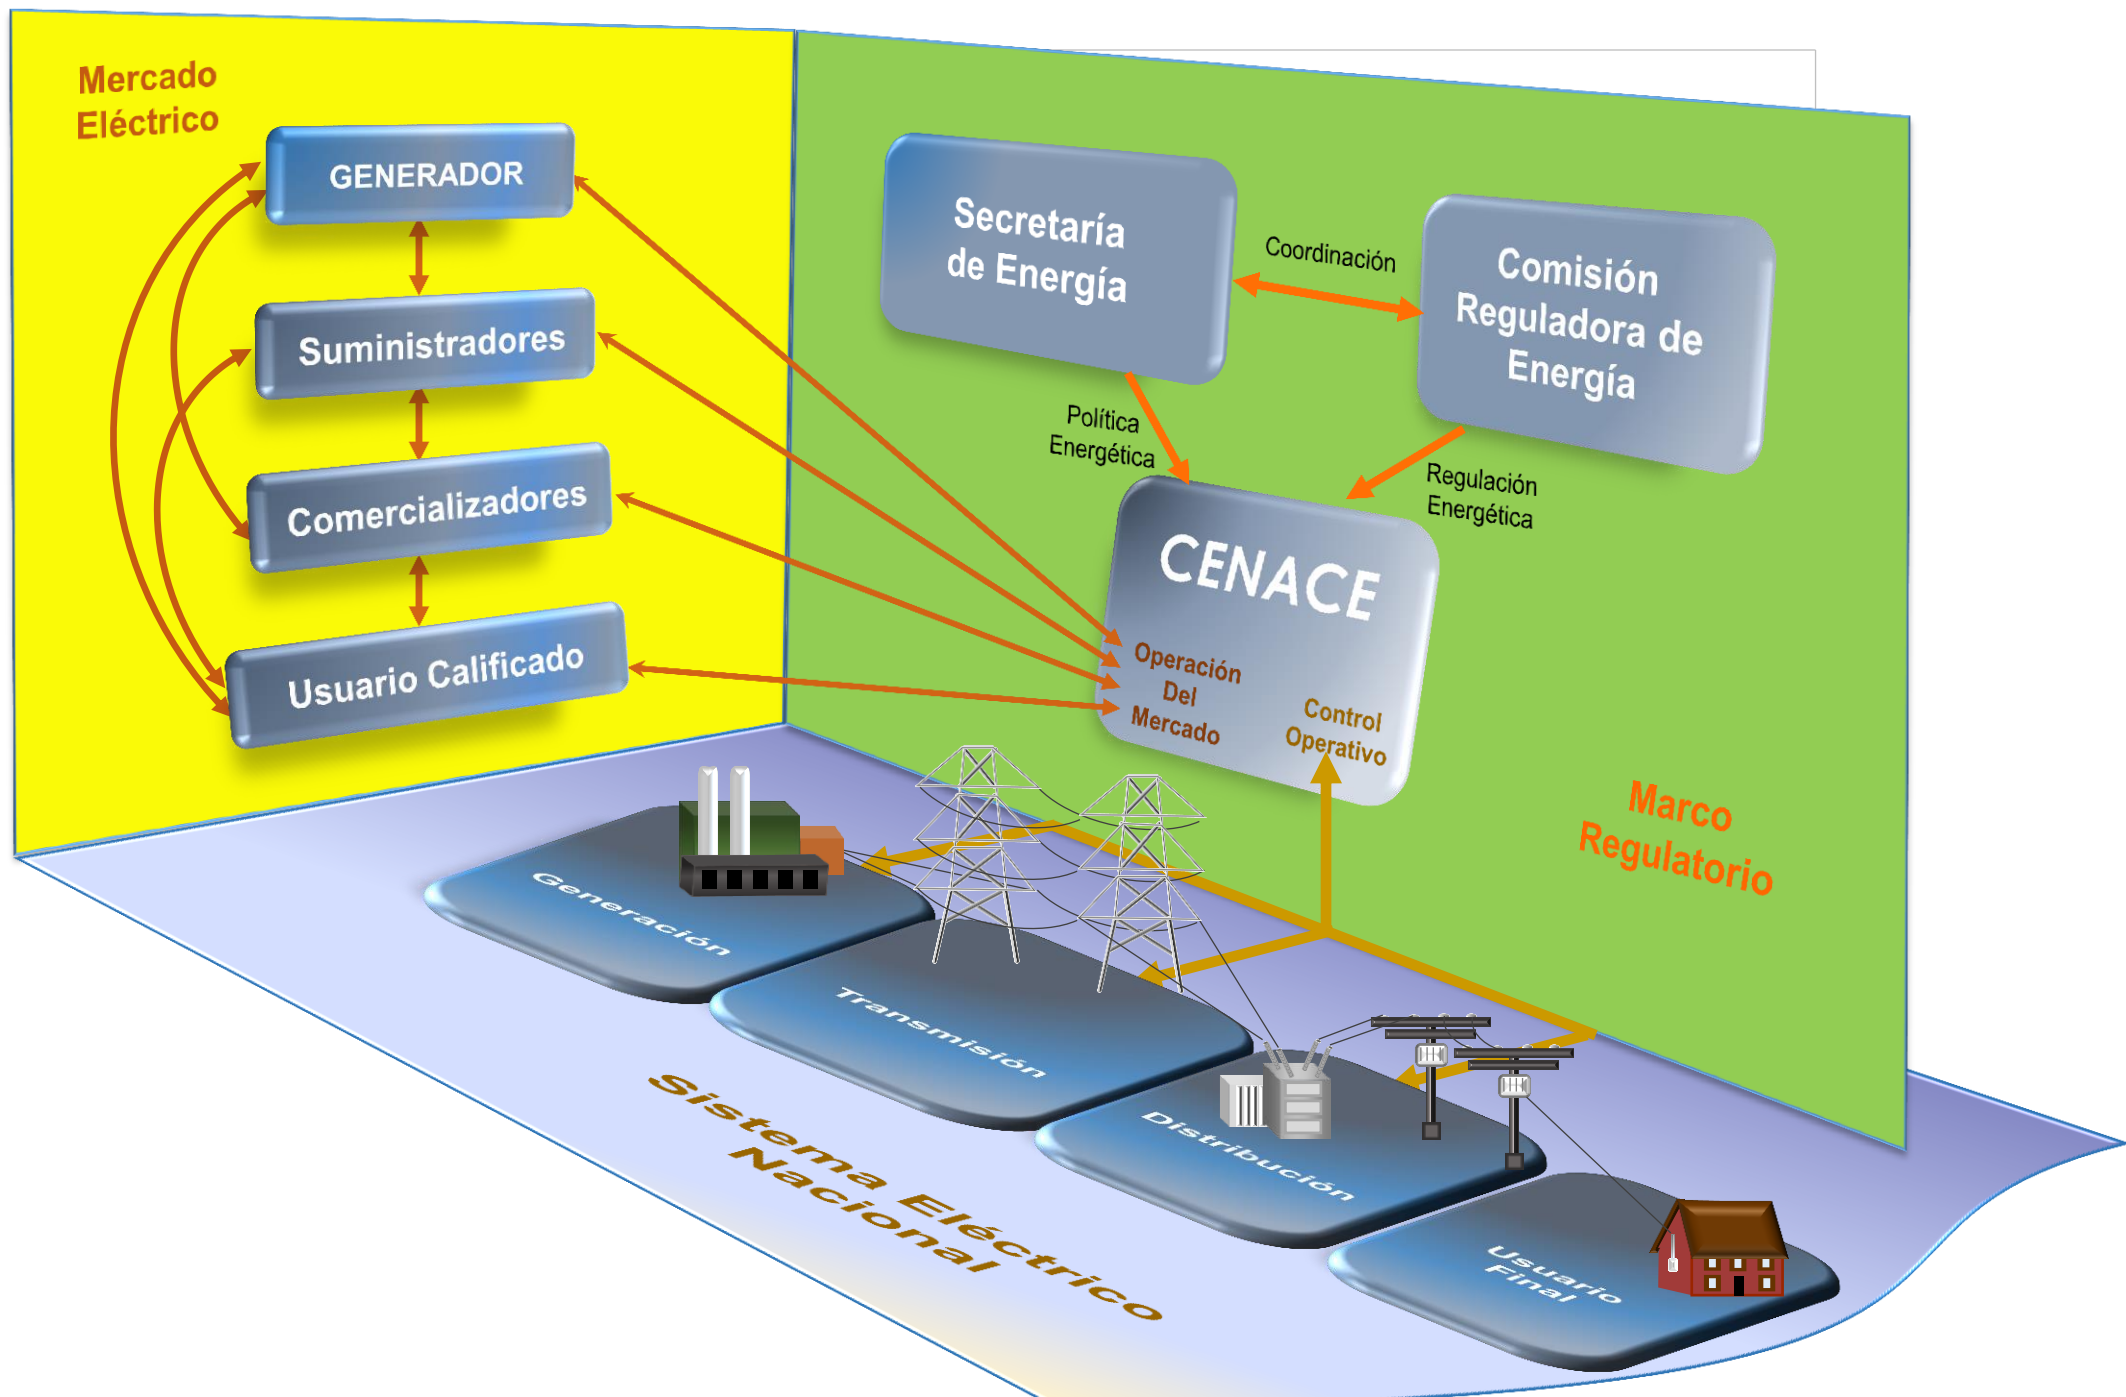 Mercado
Eléctrico
GENERADOR
Suministradores
Comercializadores
Usuario Calificado
Secretaría
de Energía
Coordinación
Comisión
Reguladora de
Energía
Política
Energética
Regulación
Energética
CENACE
Operación
Del
Mercado
Control
Operativo
Marco
Regulatorio
Generación
Transmisión
Distribución
Usuario
Final
Sistema Eléctrico
Nacional